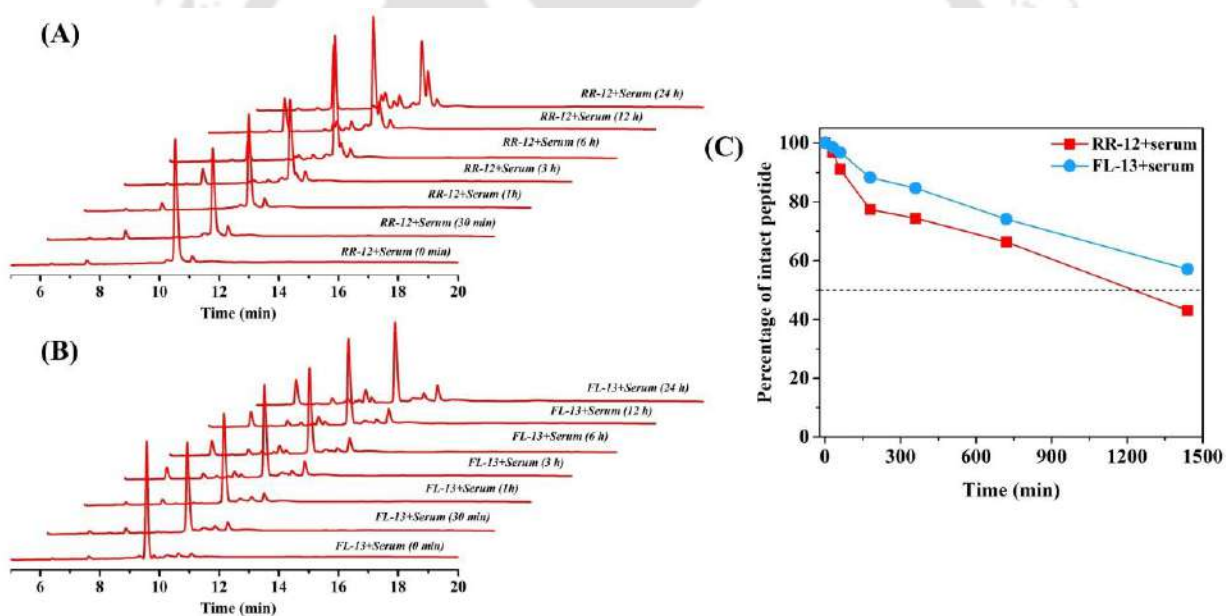 (A)
RR-12+Serum (24 h)
RR-12+Serum (12 h)
RR-12+Serum (6 h)
RR-12+Serum (3 h)
RR-12+Serum (1h)
RR-12+Serum (30 min)
RR-12+Serum (0 min)
6 8 10 12 14 16 18 20
Time (min)
(B)
FL-13+Serum (24 h)
FL-13+Serum (12 h)
FL-13+Serum (6 h)
FL-13+Serum (3 h)
FL-13+Serum (1h)
FL-13+Serum (30 min)
FL-13+Serum (0 min)
6 8 10 12 14 16 18 20
Time (min)
(C)
RR-12+serum
FL-13+serum
Percentage of intact peptide
100
80
60
40
20
0
0 300 600 900 1200 1500
Time (min)